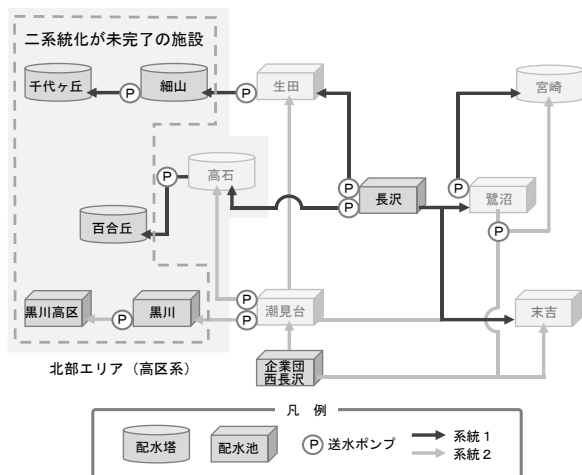 二系統化が未完了の施設
千代ヶ丘
P
細山
P
生田
宮崎
P
高石
P
P
長沢
P
鷺沼
P
百合丘
P
黒川高区
P
黒川
P
P
潮見台
末吉
北部エリア（高区系）
企業団
西長沢
凡 例
配水塔
配水池
P 送水ポンプ
系統1
系統2